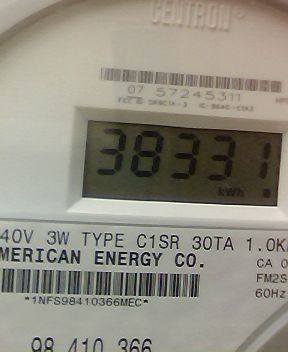 CENTRON®
07 57245311
38331
kWh
40V 3W TYPE C1SR 30TA 1.0K
MERICAN ENERGY CO.
CA 0
FM2S
60Hz
*1NFS98410366MEC*
98 410 366